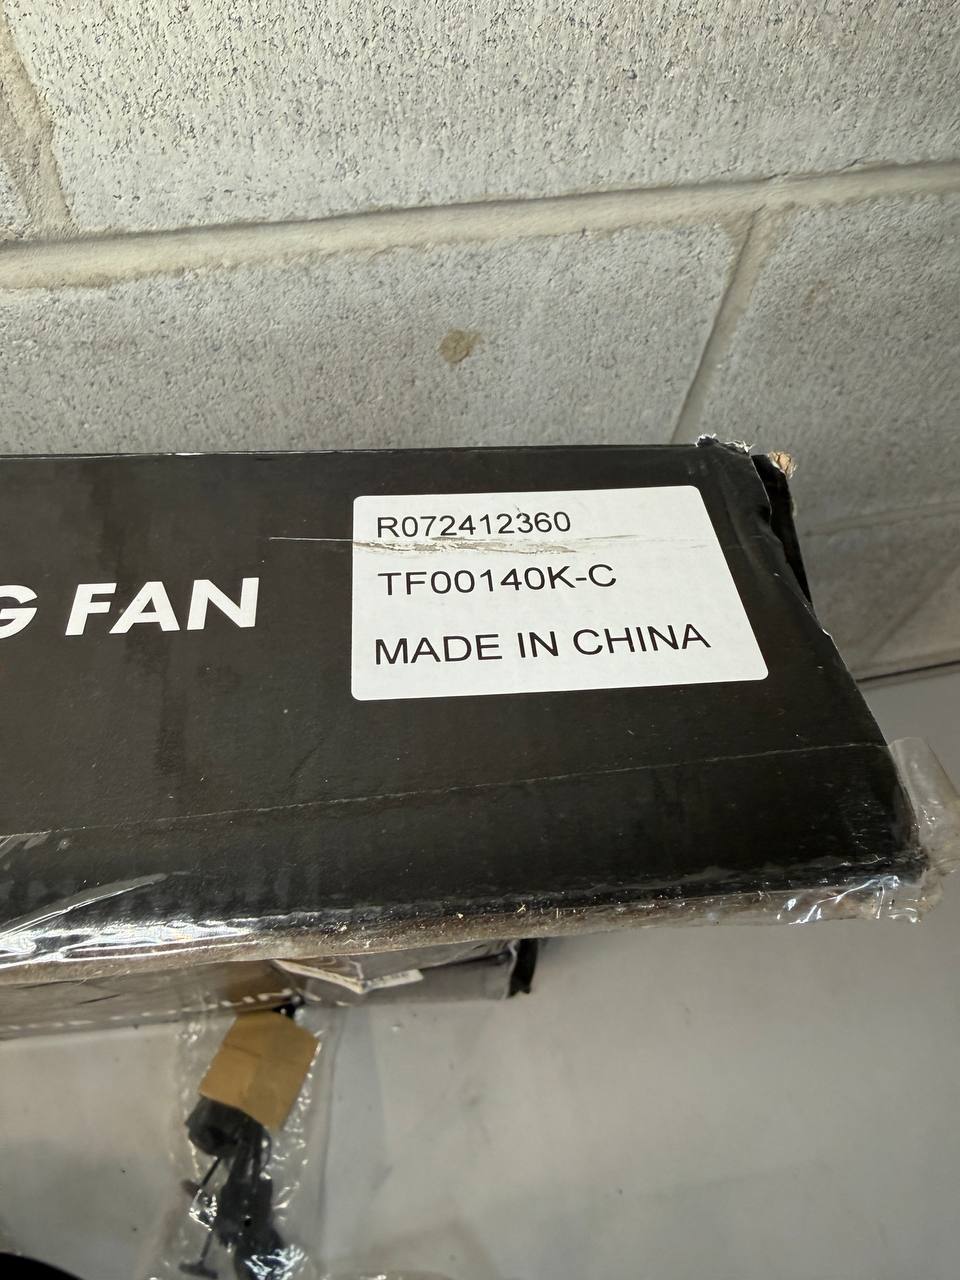 G FAN
R072412360
TF00140K-C
MADE IN CHINA